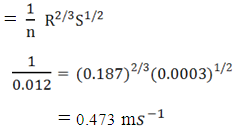 = 1/n R^2/3 S^1/2
1/0.012 = (0.187)^2/3 (0.0003)^1/2
= 0.473 ms^-1